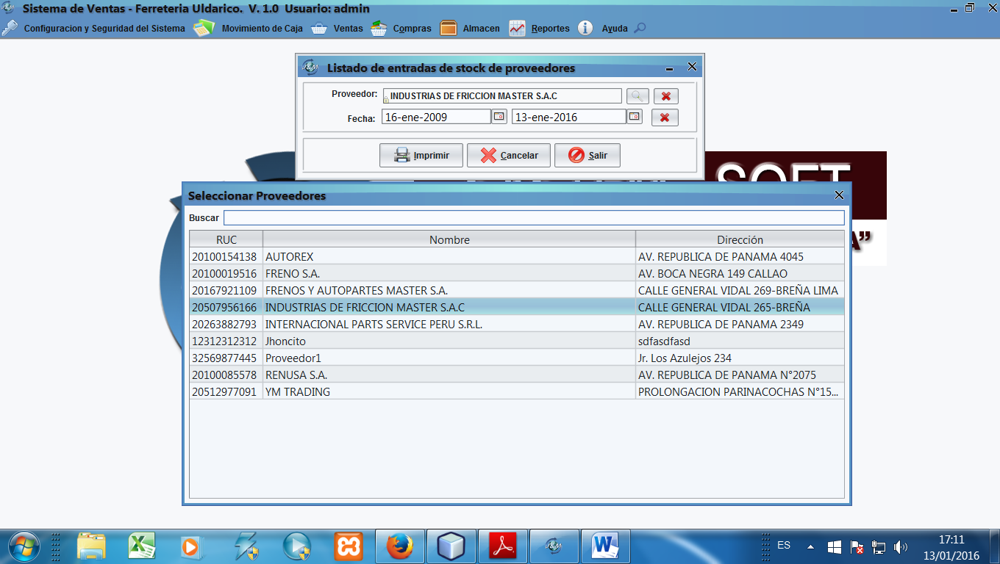 Sistema de Ventas - Ferreteria Uldarico. V. 1.0 Usuario: admin
Configuracion y Seguridad del Sistema Movimiento de Caja Ventas Compras Almacen Reportes Ayuda
Listado de entradas de stock de proveedores
Proveedor: INDUSTRIAS DE FRICCION MASTER S.A.C
Fecha: 16-ene-2009 13-ene-2016
Imprimir Cancelar Salir
SOFT
A”
Seleccionar Proveedores
Buscar
RUC Nombre Dirección
20100154138 AUTOREX AV. REPUBLICA DE PANAMA 4045
20100019516 FRENO S.A. AV. BOCA NEGRA 149 CALLAO
20167921109 FRENOS Y AUTOPARTES MASTER S.A. CALLE GENERAL VIDAL 269-BREÑA LIMA
20507956166 INDUSTRIAS DE FRICCION MASTER S.A.C CALLE GENERAL VIDAL 265-BREÑA
20263882793 INTERNACIONAL PARTS SERVICE PERU S.R.L. AV. REPUBLICA DE PANAMA 2349
12312312312 Jhoncito sdfasdfasd
32569877445 Proveedor1 Jr. Los Azulejos 234
20100085578 RENUSA S.A. AV. REPUBLICA DE PANAMA N°2075
20512977091 YM TRADING PROLONGACION PARINACOCHAS N°15...
ES 17:11
13/01/2016